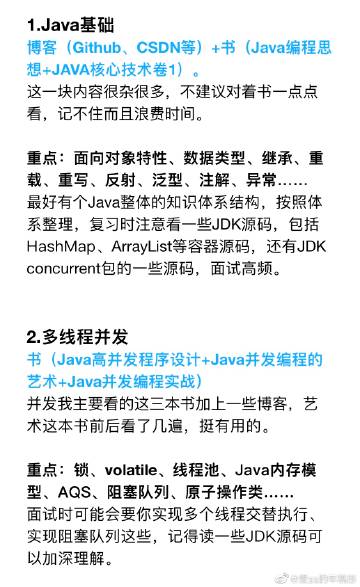 1.Java基础
博客（Github、CSDN等）+书（Java编程思
想+JAVA核心技术卷1）。
这一块内容很杂很多，不建议对着书一点点
看，记不住而且浪费时间。
重点：面向对象特性、数据类型、继承、重
载、重写、反射、泛型、注解、异常……
最好有个Java整体的知识体系结构，按照体
系整理，复习时注意看一些JDK源码，包括
HashMap、ArrayList等容器源码，还有JDK
concurrent包的一些源码，面试高频。
2.多线程并发
书（Java高并发程序设计+Java并发编程的
艺术+Java并发编程实战）
并发我主要看的这三本书加上一些博客，艺
术这本书前后看了几遍，挺有用的。
重点：锁、volatile、线程池、Java内存模
型、AQS、阻塞队列、原子操作类……
面试时可能会要你实现多个线程交替执行、
实现阻塞队列这些，记得读一些JDK源码可
以加深理解。